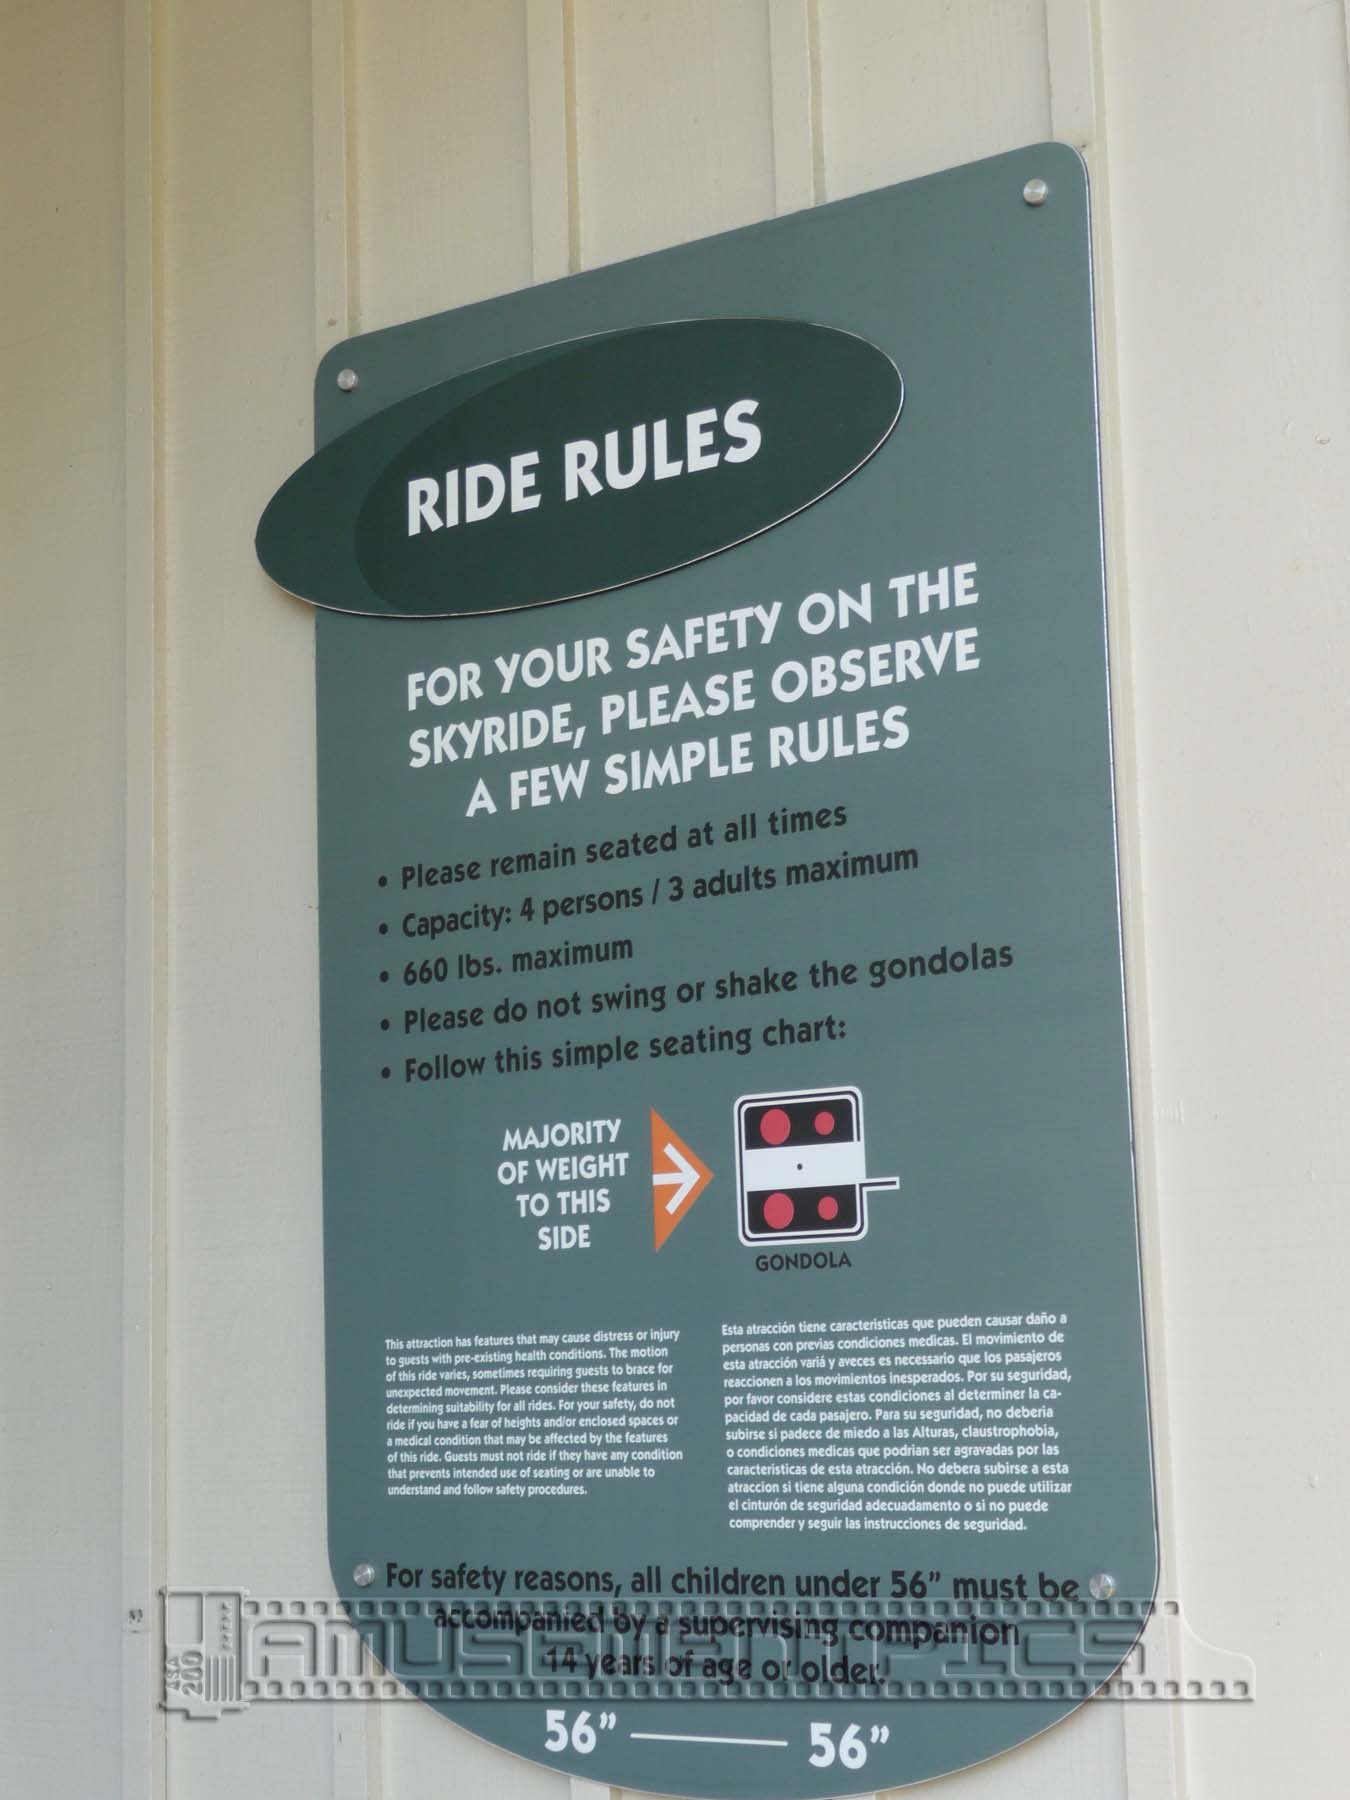 RIDE RULES
FOR YOUR SAFETY ON THE
SKYRIDE, PLEASE OBSERVE
A FEW SIMPLE RULES
• Please remain seated at all times
• Capacity: 4 persons / 3 adults maximum
• 660 lbs. maximum
• Please do not swing or shake the gondolas
• Follow this simple seating chart:
MAJORITY
OF WEIGHT
TO THIS
SIDE
GONDOLA
This attraction has features that may cause distress or injury
to guests with pre-existing health conditions. The motion
of this ride varies, sometimes requiring guests to brace for
unexpected movement. Please consider these features in
determining suitability for all rides. For your safety, do not
ride if you have a fear of heights and/or enclosed spaces or
a medical condition that may be affected by the features
of this ride. Guests must not ride if they have any condition
that prevents intended use of seating or are unable to
understand and follow safety procedures.
Esta atracción tiene caracteristicas que pueden causar daño a
personas con previas condiciones medicas. El movimiento de
esta atracción variá y aveces es necesario que los pasajeros
reaccionen a los movimientos inesperados. Por su seguridad,
por favor considere estas condiciones al determiner la ca-
pacidad de cada pasajero. Para su seguridad, no deberia
subirse si padece de miedo a las Alturas, claustrophobia,
o condiciones medicas que podrian ser agravadas por las
caracteristicas de esta atracción. No debera subirse a esta
atraccion si tiene alguna condición donde no puede utilizar
el cinturón de seguridad adecuadamento o si no puede
comprender y seguir las instrucciones de seguridad.
For safety reasons, all children under 56” must be
accompanied by a supervising companion
14 years of age or older.
56” 56”
ASA
200
AMUSEMENTPICS